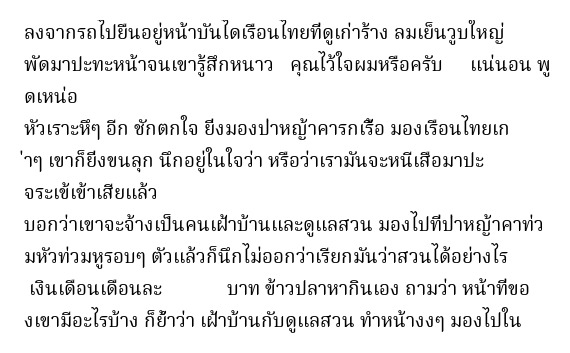 ลงจากรถไปยืนอยู่หน้าบันไดเรือนไทยที่ดูเก่าร้าง ลมเย็นวูบใหญ่
พัดมาปะทะหน้าจนเขารู้สึกหนาว คุณไว้ใจผมหรือครับ แน่นอน พู
ดเหน่อ
หัวเราะหึๆ อีก ชักตกใจ ยิ่งมองป่าหญ้าคารกเรื้อ มองเรือนไทยเก
่าๆ เขาก็ยิ่งขนลุก นึกอยู่ในใจว่า หรือว่าเรามันจะหนีเสือมาปะ
จระเข้เข้าเสียแล้ว
บอกว่าเขาจะจ้างเป็นคนเฝ้าบ้านและดูแลสวน มองไปที่ป่าหญ้าคาท่ว
มหัวท่วมหูรอบๆ ตัวแล้วก็นึกไม่ออกว่าเรียกมันว่าสวนได้อย่างไร
เงินเดือนเดือนละ บาท ข้าวปลาหากินเอง ถามว่า หน้าที่ขอ
งเขามีอะไรบ้าง ก็ย้ำว่า เฝ้าบ้านกับดูแลสวน ทำหน้างงๆ มองไปใน